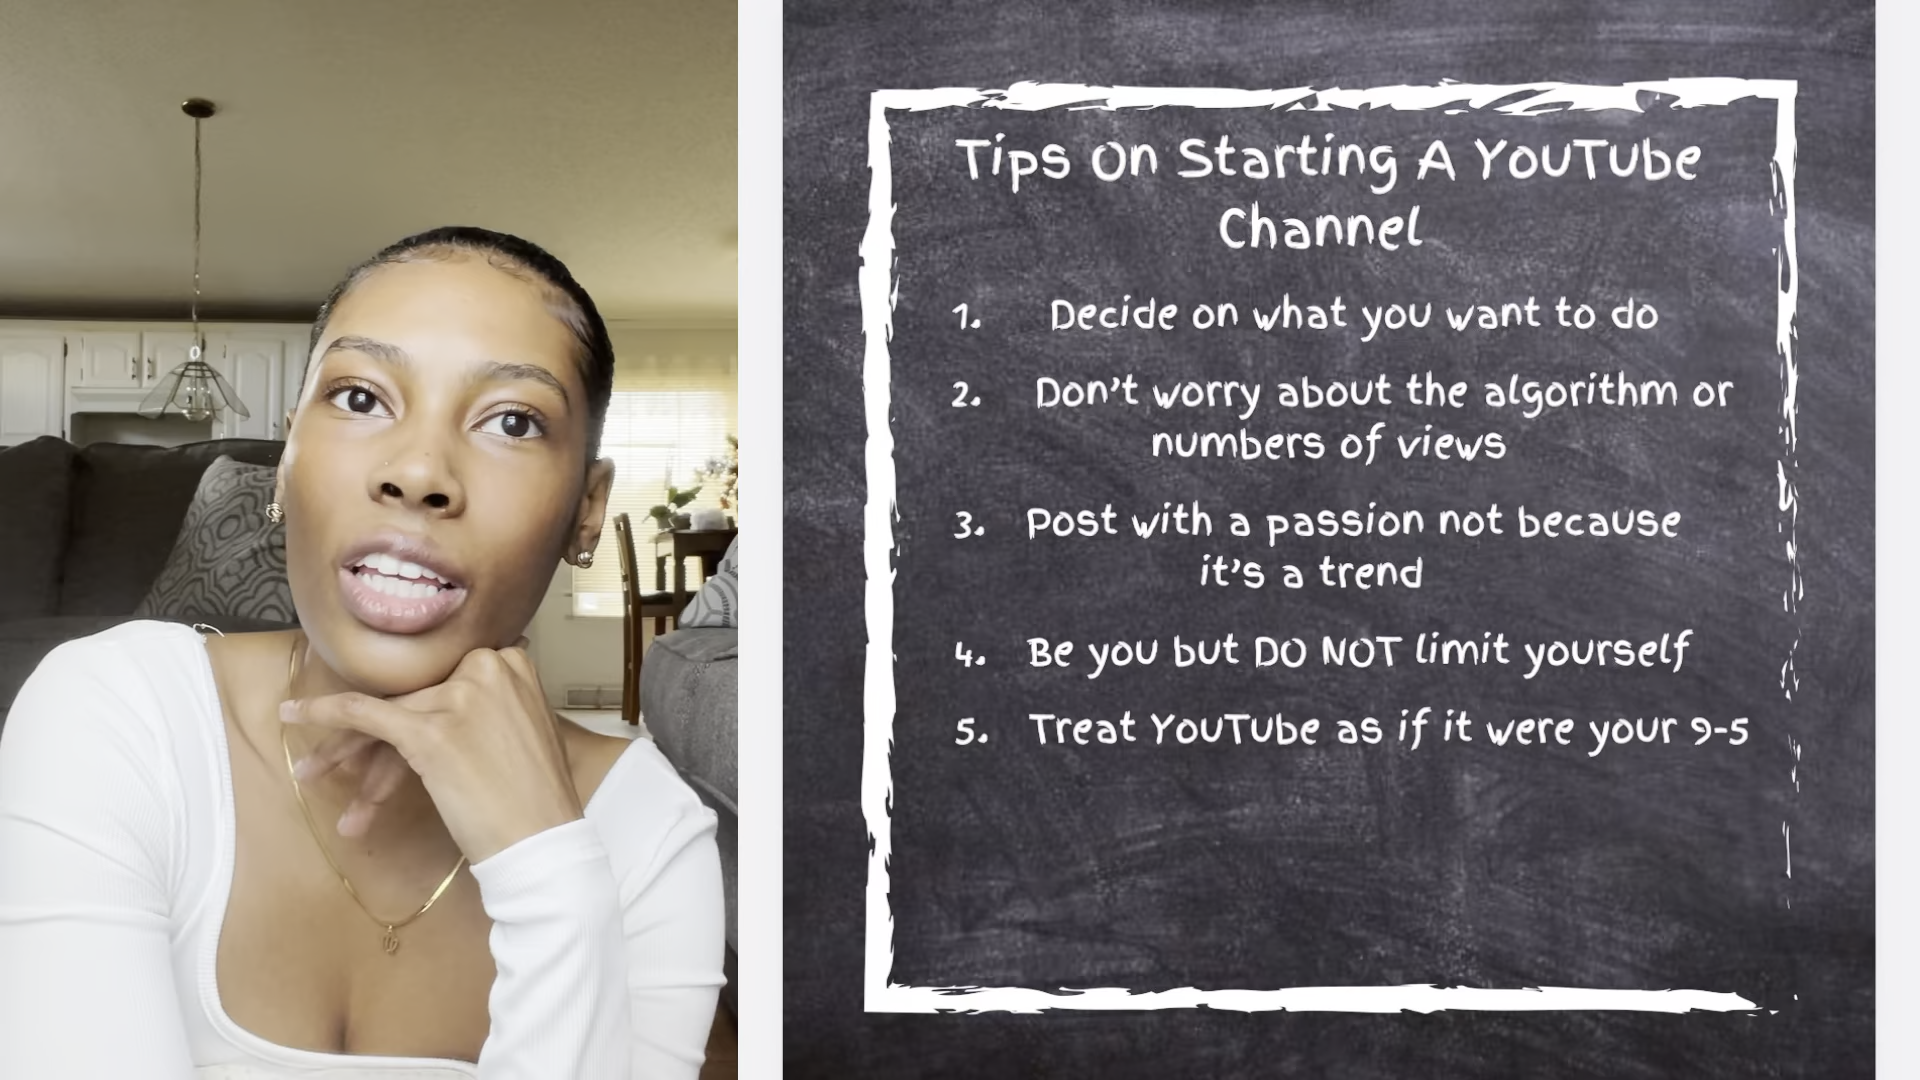 Tips On Starting A YouTube
Channel
1. Decide on what you want to do
2. Don't worry about the algorithm or
numbers of views
3. Post with a passion not because
it's a trend
4. Be you but DO NOT limit yourself
5. Treat YouTube as if it were your 9-5